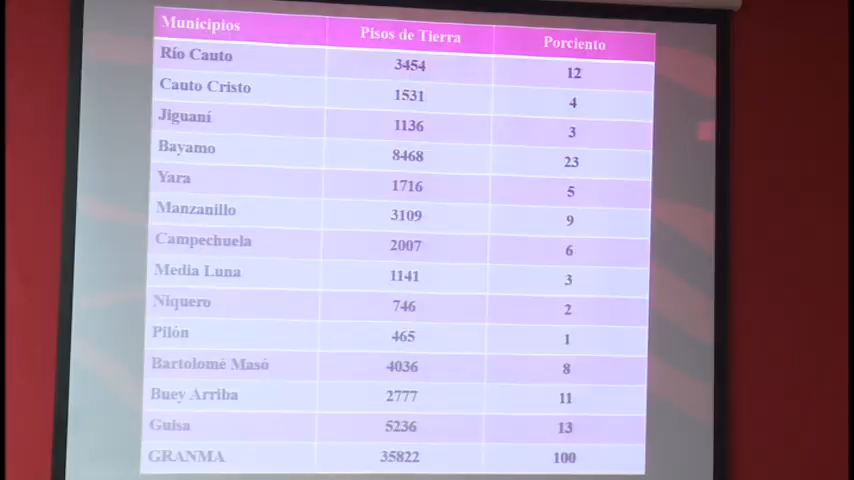 Municipios Pisos de Tierra Porciento
Río Cauto 3454 12
Cauto Cristo 1531 4
Jiguaní 1136 3
Bayamo 8468 23
Yara 1716 5
Manzanillo 3109 9
Campechuela 2007 6
Media Luna 1141 3
Niquero 746 2
Pilón 465 1
Bartolomé Masó 4036 8
Buey Arriba 2777 11
Guisa 5236 13
GRANMA 35822 100